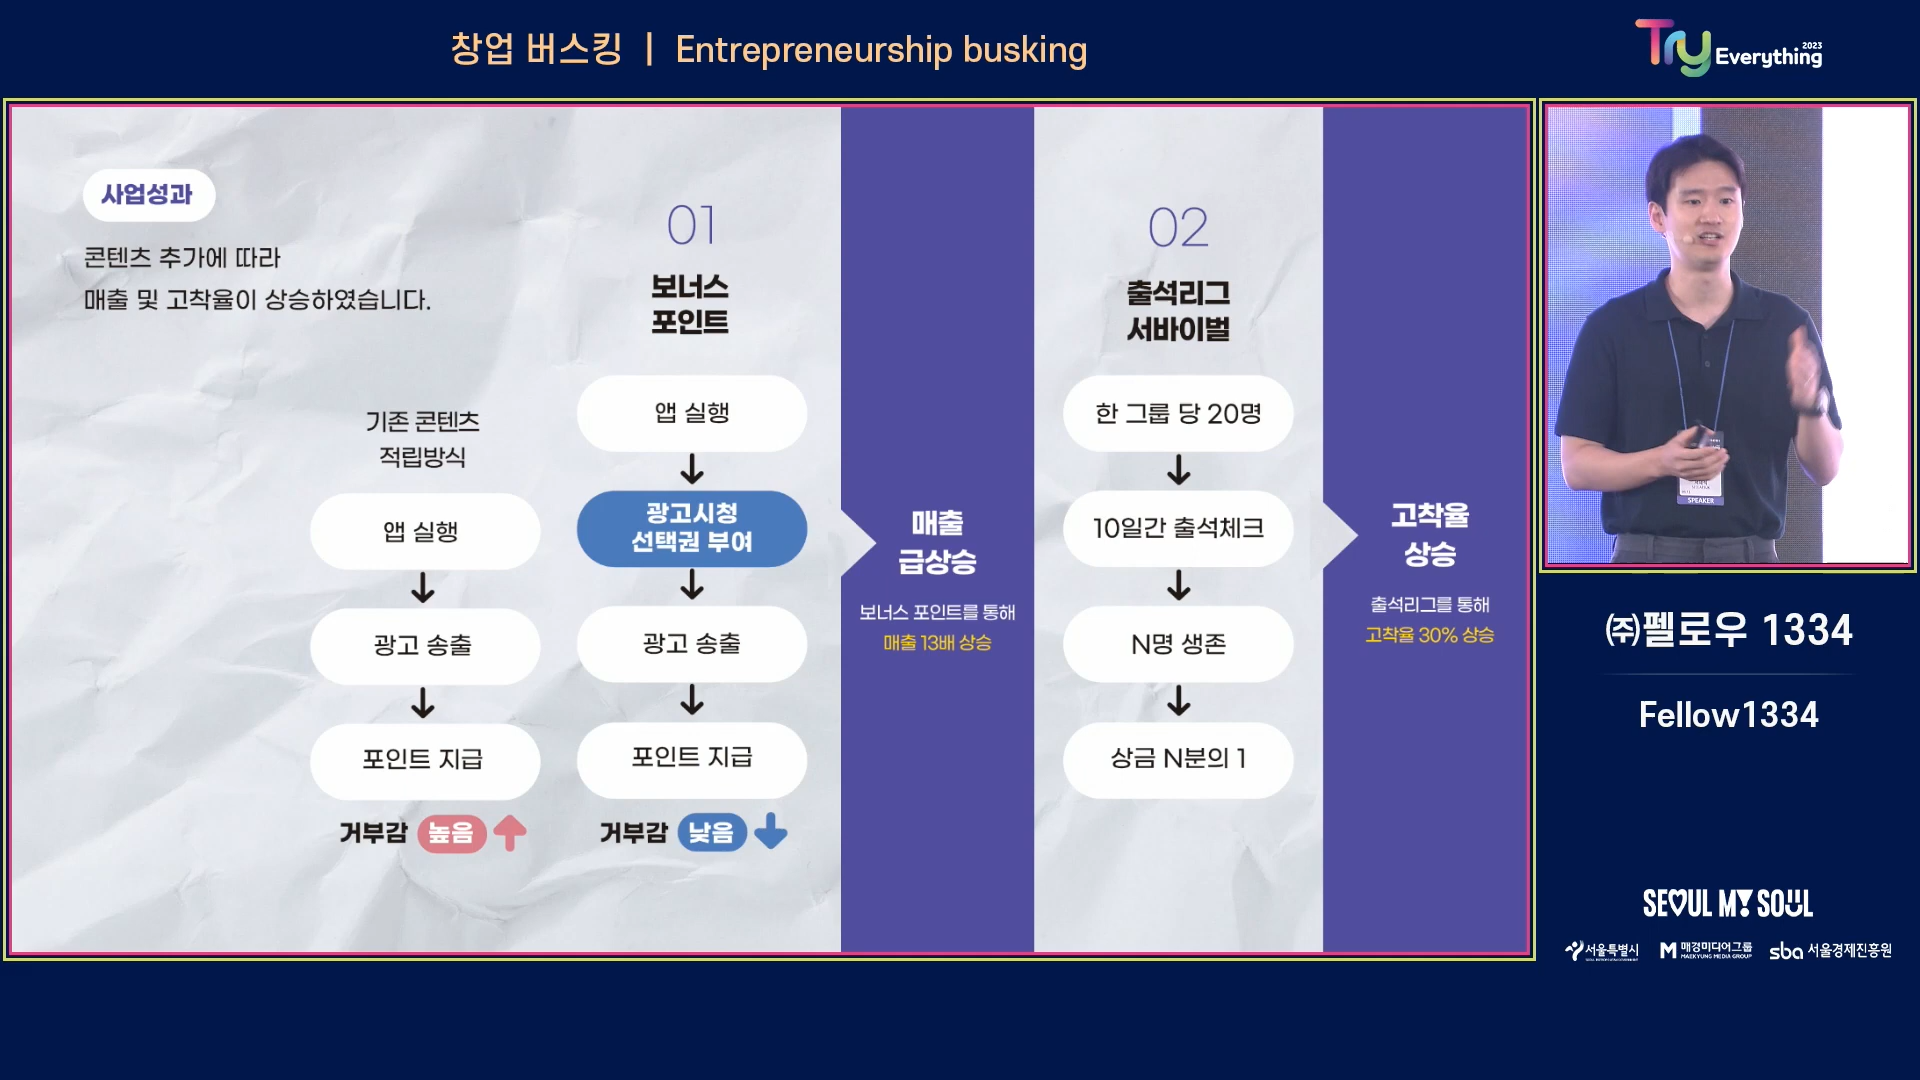 창업 버스킹 | Entrepreneurship busking
Try Everything 2023
사업성과
콘텐츠 추가에 따라
매출 및 고착율이 상승하였습니다.
기존 콘텐츠
적립방식
앱 실행
광고 송출
포인트 지급
거부감 높음
01
보너스
포인트
앱 실행
광고시청
선택권 부여
광고 송출
포인트 지급
거부감 낮음
매출
급상승
보너스 포인트를 통해
매출 13배 상승
02
출석리그
서바이벌
한 그룹 당 20명
10일간 출석체크
N명 생존
상금 N분의 1
고착율
상승
출석리그를 통해
고착율 30% 상승
SPEAKER
㈜펠로우 1334
Fellow1334
SEOUL MY SOUL
서울특별시
M 매경미디어그룹
MAEKYUNG MEDIA GROUP
sba 서울경제진흥원